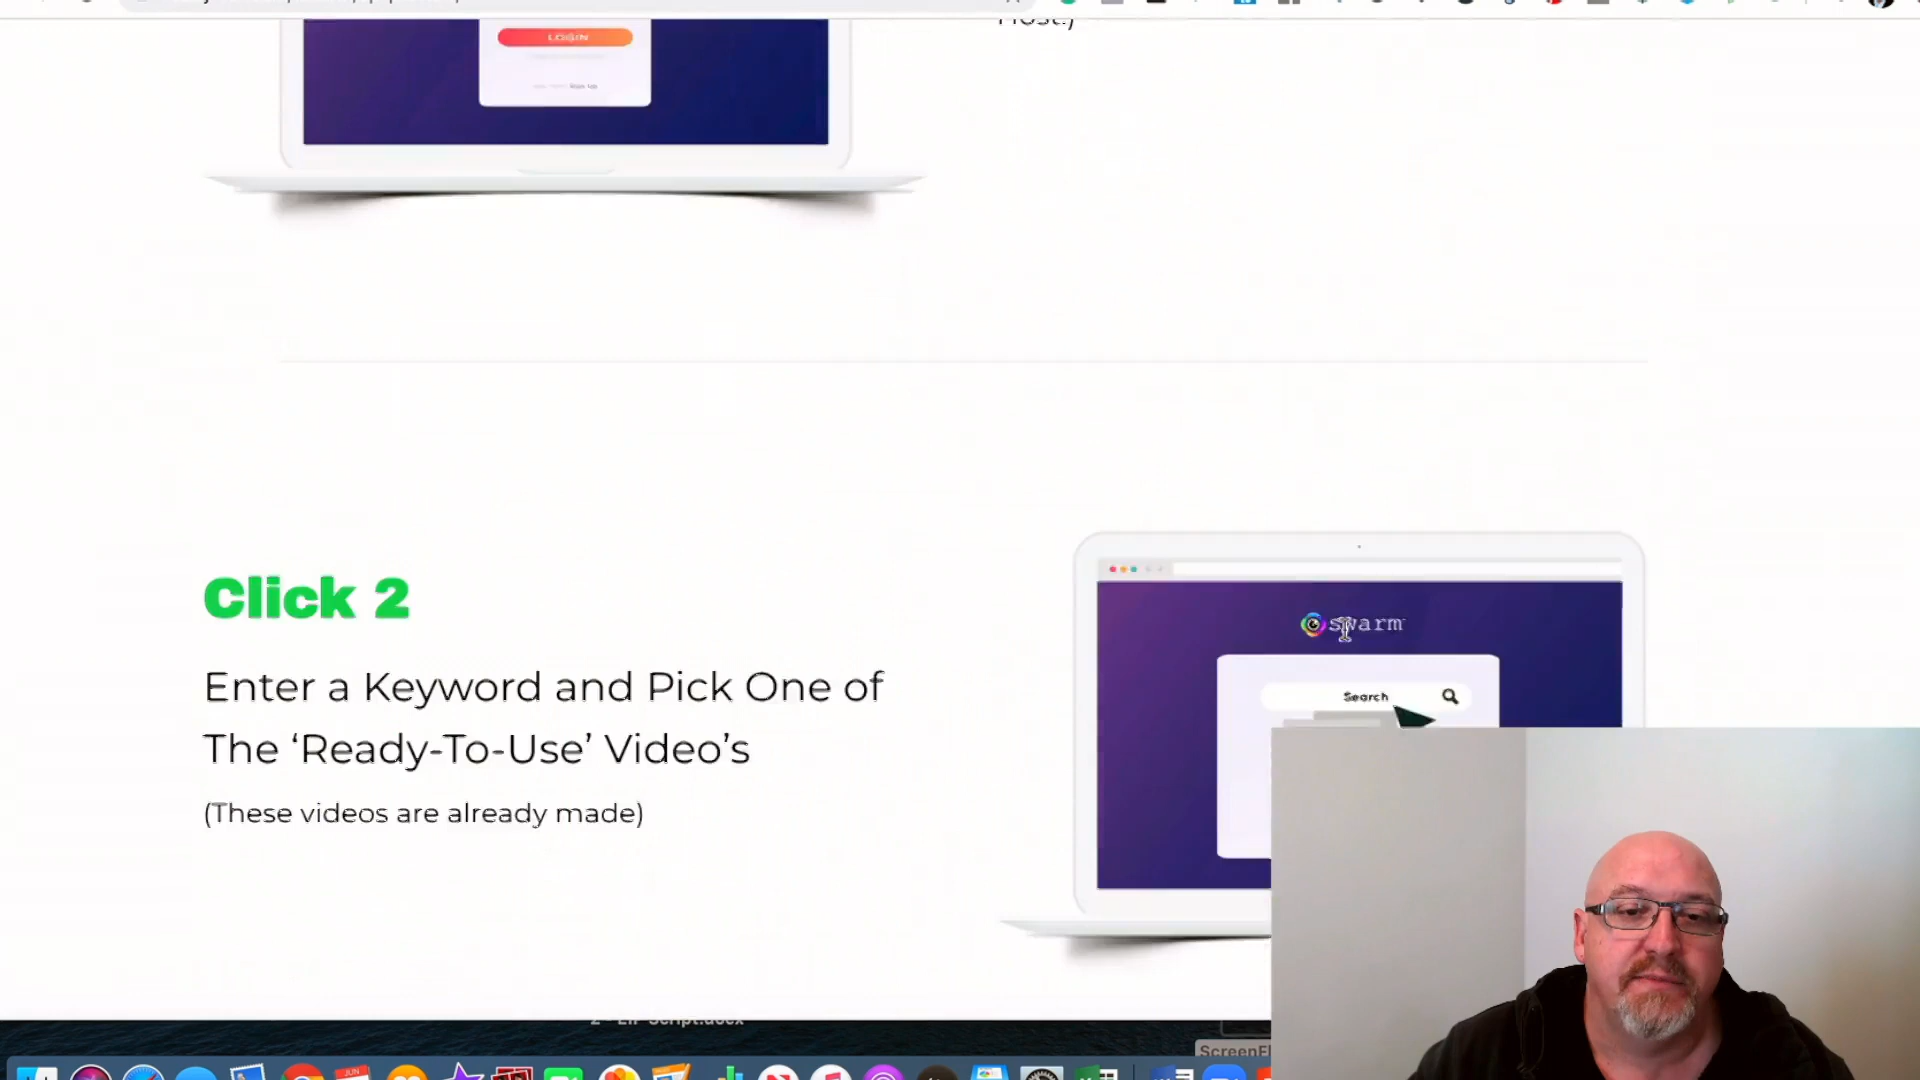 LOGIN
Click 2
Enter a Keyword and Pick One of
The ‘Ready-To-Use’ Video’s
(These videos are already made)
swarm
Search
JUN